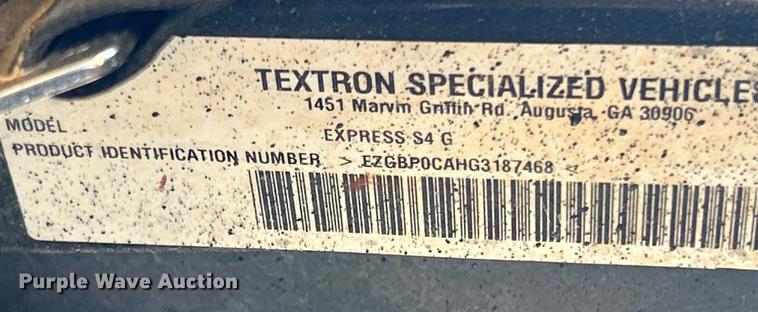 TEXTRON SPECIALIZED VEHICLES
1451 Marvin Griffin Rd. Augusta, GA 30906
MODEL EXPRESS S4 G
PRODUCT IDENTIFICATION NUMBER > EZGBP0CAHG3187468 <
Purple Wave Auction